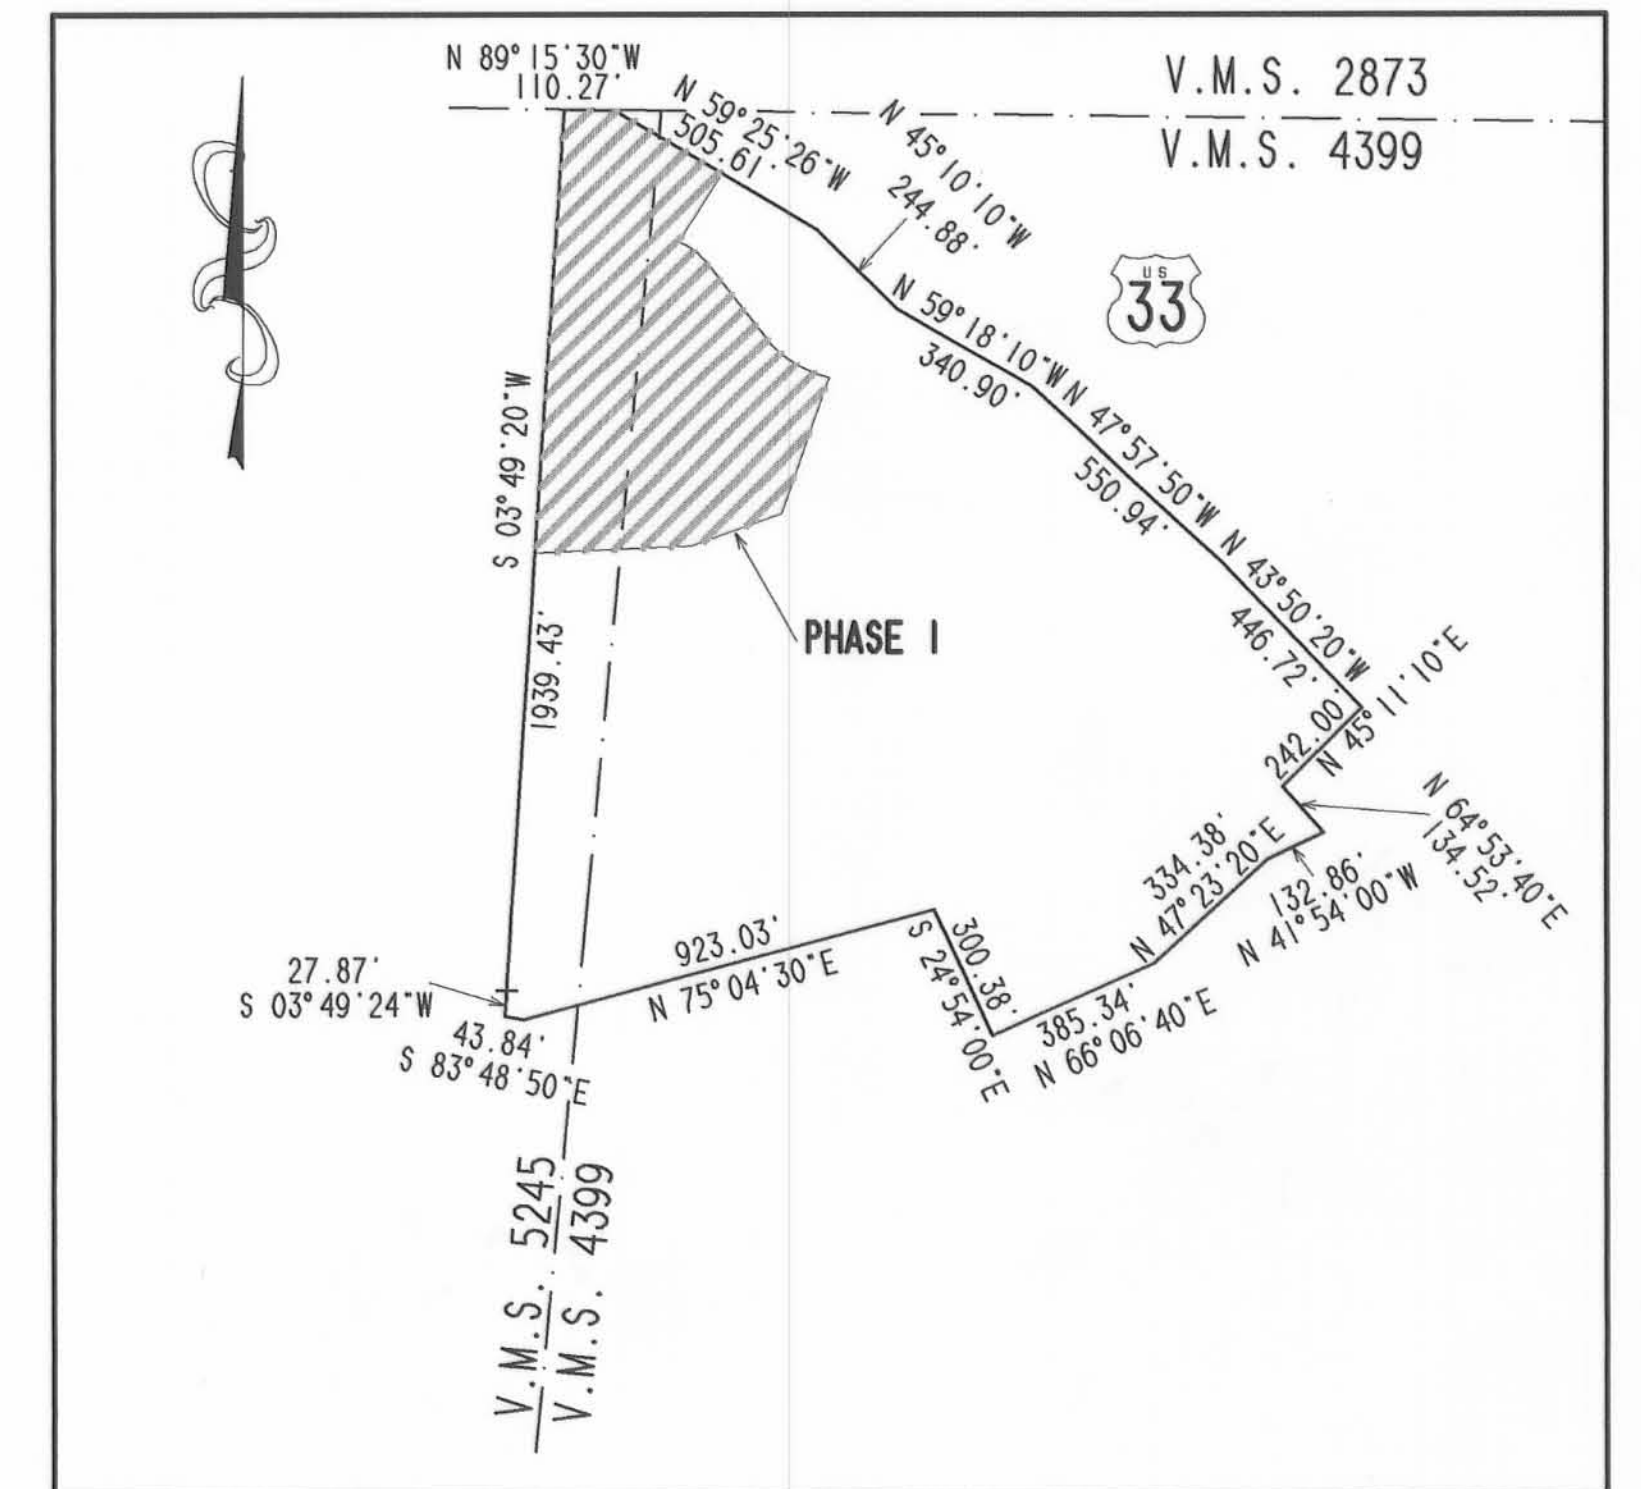 N 89°15'30"W
110.27'
N 59°25'26"W
505.61'
N 45°10'10"W
244.88'
V.M.S. 2873
V.M.S. 4399
US
33
N 59°18'10"W
340.90'
N 47°57'50"W
550.94'
N 43°50'20"W
446.72'
S 03°49'20"W
1939.43'
PHASE I
242.00'
N 45°11'10"E
N 64°53'40"E
134.52'
334.38'
N 47°23'20"E
132.86'
N 41°54'00"W
923.03'
N 75°04'30"E
300.38'
S 24°54'00"E
385.34'
N 66°06'40"E
27.87'
S 03°49'24"W
43.84'
S 83°48'50"E
V.M.S. 5245
V.M.S. 4399